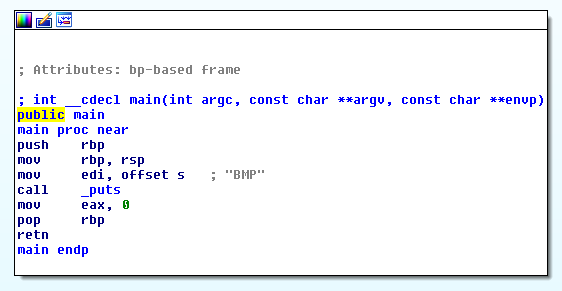 ; Attributes: bp-based frame
; int __cdecl main(int argc, const char **argv, const char **envp)
public main
main proc near
push rbp
mov rbp, rsp
mov edi, offset s ; "BMP"
call _puts
mov eax, 0
pop rbp
retn
main endp